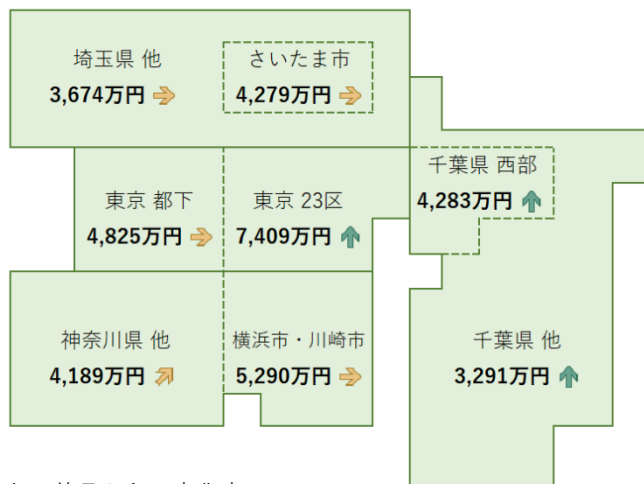 埼玉県 他
3,674万円
さいたま市
4,279万円
千葉県 西部
4,283万円
東京 都下
4,825万円
東京 23区
7,409万円
神奈川県 他
4,189万円
横浜市・川崎市
5,290万円
千葉県 他
3,291万円